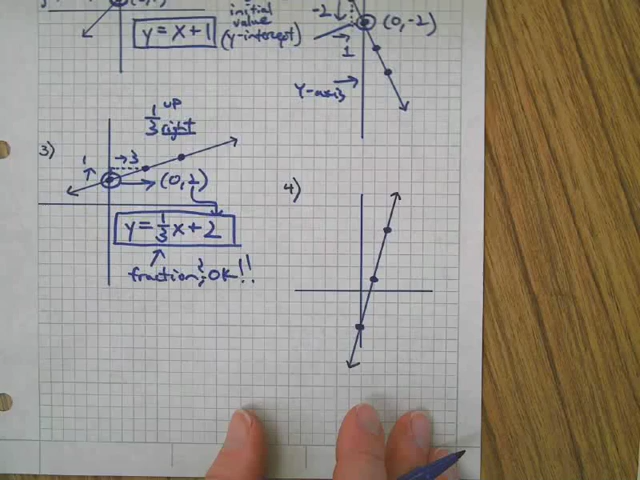 y = x + 1
initial
value
(y-intercept)
-2
(0, -2)
1
Y-axis
3)
1/3 up
right
1
3
(0, 2)
y = 1/3 x + 2
fractions OK!!
4)